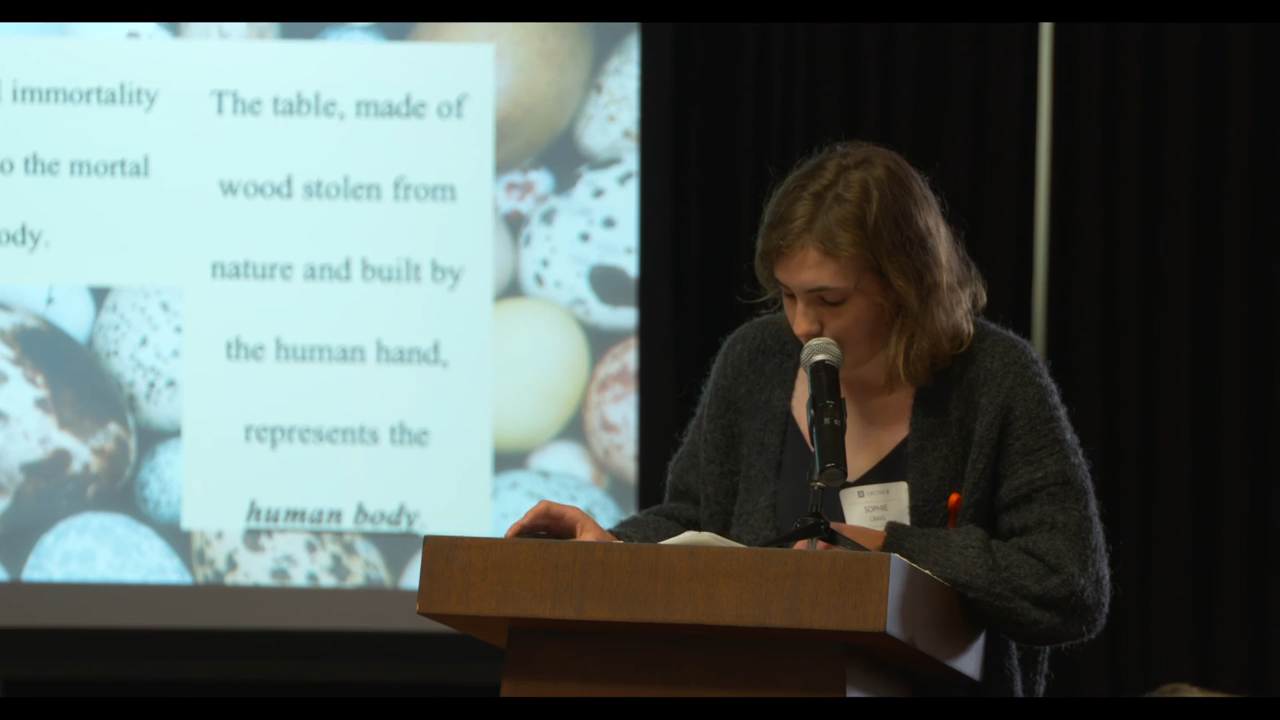 immortality
o the mortal
ody.
The table, made of
wood stolen from
nature and built by
the human hand,
represents the
human body.
SOPHIE